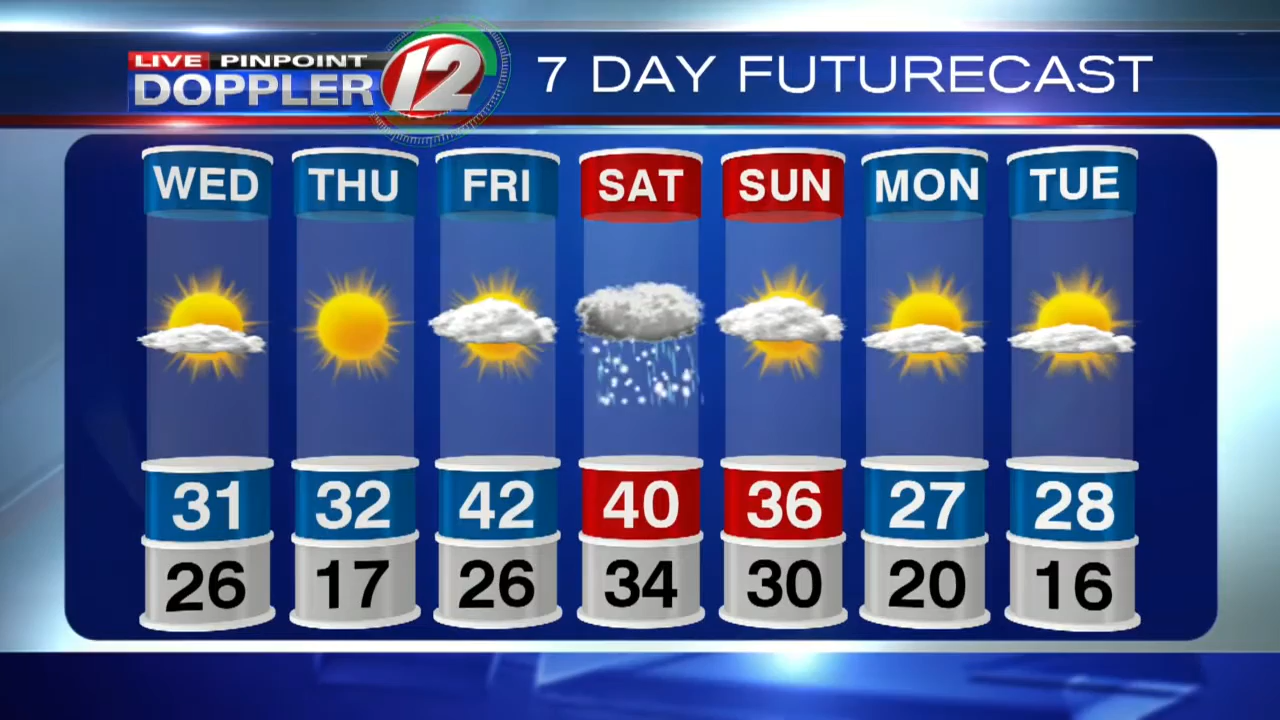 LIVE PINPOINT
DOPPLER 12
7 DAY FUTURECAST
WED THU FRI SAT SUN MON TUE
31 32 42 40 36 27 28
26 17 26 34 30 20 16